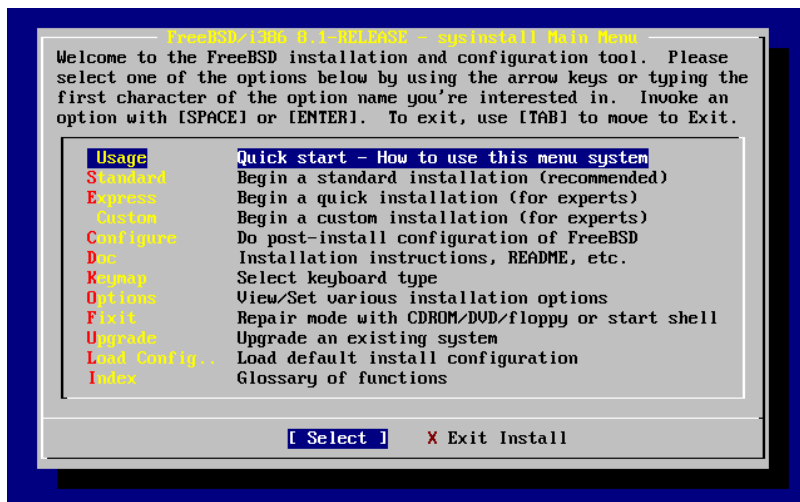 FreeBSD/i386 8.1-RELEASE - sysinstall Main Menu
Welcome to the FreeBSD installation and configuration tool.  Please
select one of the options below by using the arrow keys or typing the
first character of the option name you're interested in.  Invoke an
option with [SPACE] or [ENTER].  To exit, use [TAB] to move to Exit.
Usage Quick start - How to use this menu system
Standard Begin a standard installation (recommended)
Express Begin a quick installation (for experts)
Custom Begin a custom installation (for experts)
Configure Do post-install configuration of FreeBSD
Doc Installation instructions, README, etc.
Keymap Select keyboard type
Options View/Set various installation options
Fixit Repair mode with CDROM/DVD/floppy or start shell
Upgrade Upgrade an existing system
Load Config.. Load default install configuration
Index Glossary of functions
[ Select ] X Exit Install